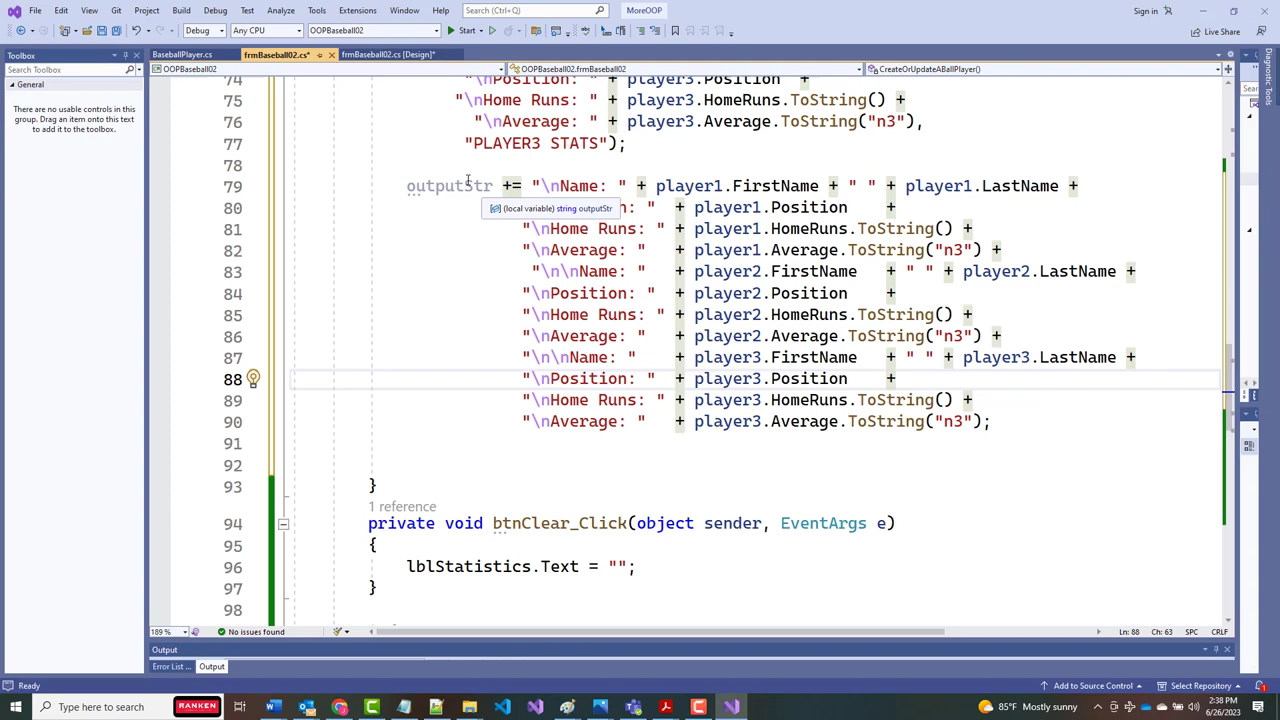 File Edit View Git Project Build Debug Test Analyze Tools Extensions Window Help Search (Ctrl+Q) MoreOOP Sign in
Debug Any CPU OOPBaseball02 Start Live Share
Toolbox BaseballPlayer.cs frmBaseball02.cs* frmBaseball02.cs [Design]*
Search Toolbox OOPBaseball02 OOPBaseball02.frmBaseball02 CreateOrUpdateABallPlayer()
General
There are no usable controls in this
group. Drag an item onto this text
to add it to the toolbox.
74 "\nPosition: " + player3.Position +
75 "\nHome Runs: " + player3.HomeRuns.ToString() +
76 "\nAverage: " + player3.Average.ToString("n3"),
77 "PLAYER3 STATS");
78
79 outputStr += "\nName: " + player1.FirstName + " " + player1.LastName +
80 : " + player1.Position +
(local variable) string outputStr
81 "\nHome Runs: " + player1.HomeRuns.ToString() +
82 "\nAverage: " + player1.Average.ToString("n3") +
83 "\n\nName: " + player2.FirstName + " " + player2.LastName +
84 "\nPosition: " + player2.Position +
85 "\nHome Runs: " + player2.HomeRuns.ToString() +
86 "\nAverage: " + player2.Average.ToString("n3") +
87 "\n\nName: " + player3.FirstName + " " + player3.LastName +
88 "\nPosition: " + player3.Position +
89 "\nHome Runs: " + player3.HomeRuns.ToString() +
90 "\nAverage: " + player3.Average.ToString("n3");
91
92
93 }
1 reference
94 private void btnClear_Click(object sender, EventArgs e)
95 {
96 lblStatistics.Text = "";
97 }
98
189 % No issues found Ln: 88 Ch: 63 SPC CRLF
Output
Error List ... Output
Ready Add to Source Control Select Repository
Diagnostic Tools
Type here to search RANKEN 85°F Mostly sunny 2:38 PM
6/26/2023